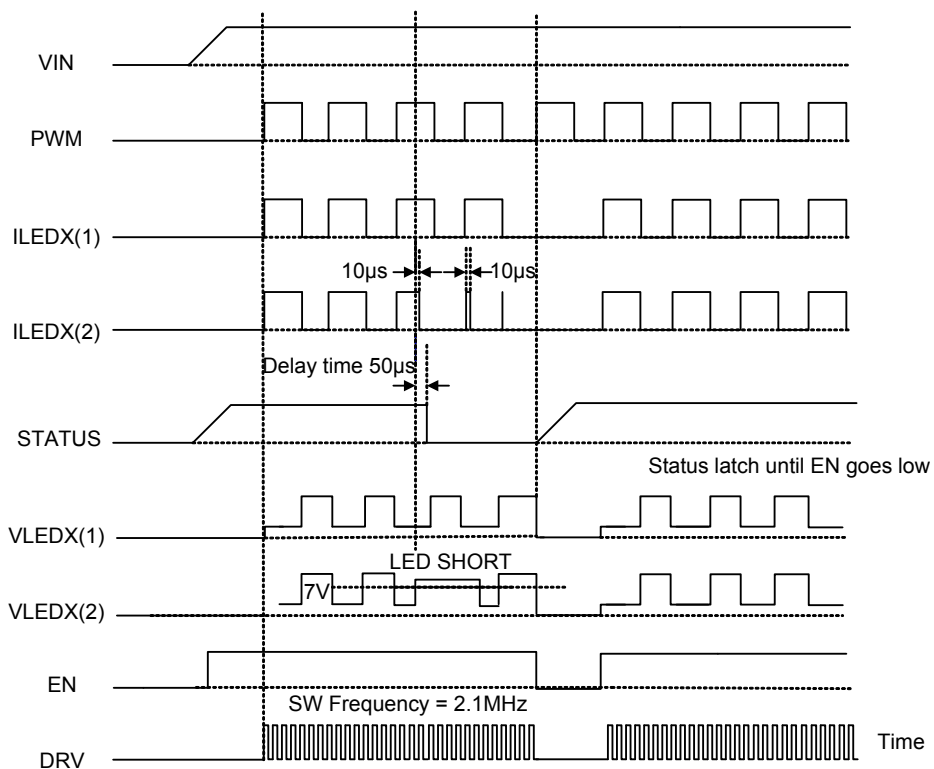 VIN
PWM
ILEDX(1)
10µs
10µs
ILEDX(2)
Delay time 50µs
STATUS
Status latch until EN goes low
VLEDX(1)
LED SHORT
7V
VLEDX(2)
EN
SW Frequency = 2.1MHz
DRV
Time